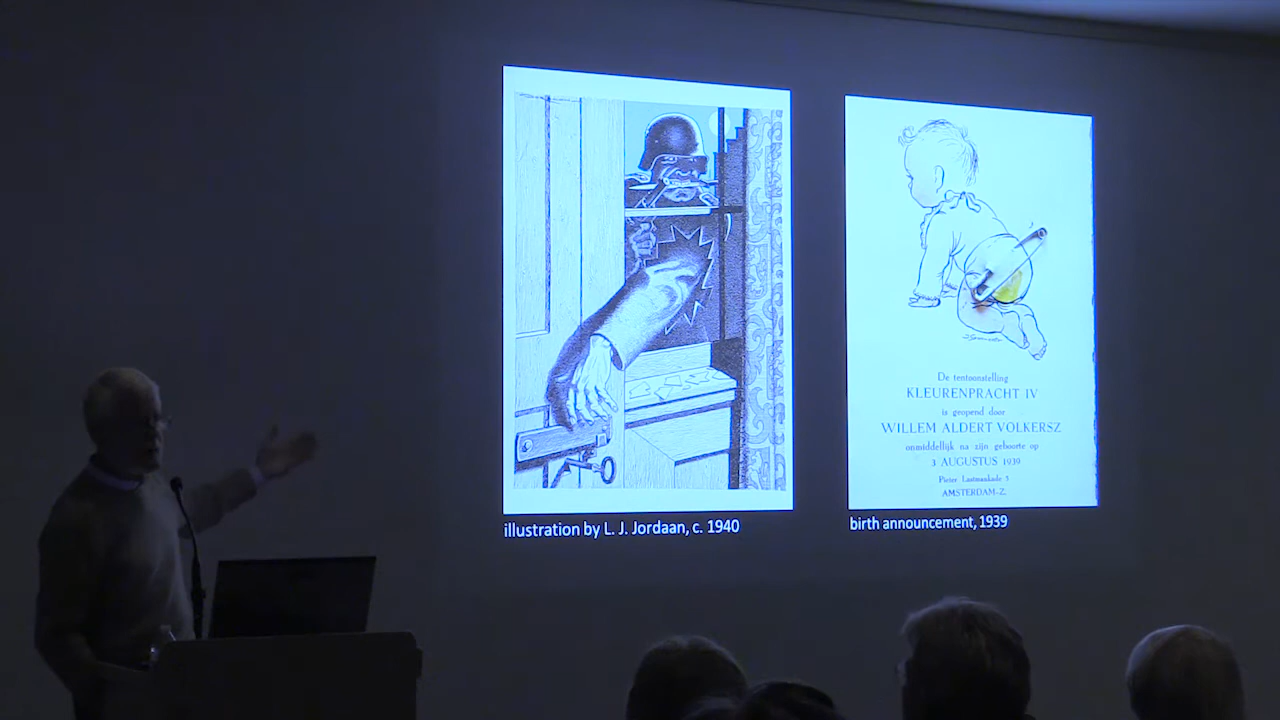 illustration by L. J. Jordaan, c. 1940
De tentoonstelling
KLEURENPRACHT IV
is geopend door
WILLEM ALDERT VOLKERSZ
onmiddellijk na zijn geboorte op
3 AUGUSTUS 1939
Pieter Lastmankade 5
AMSTERDAM-Z.
birth announcement, 1939